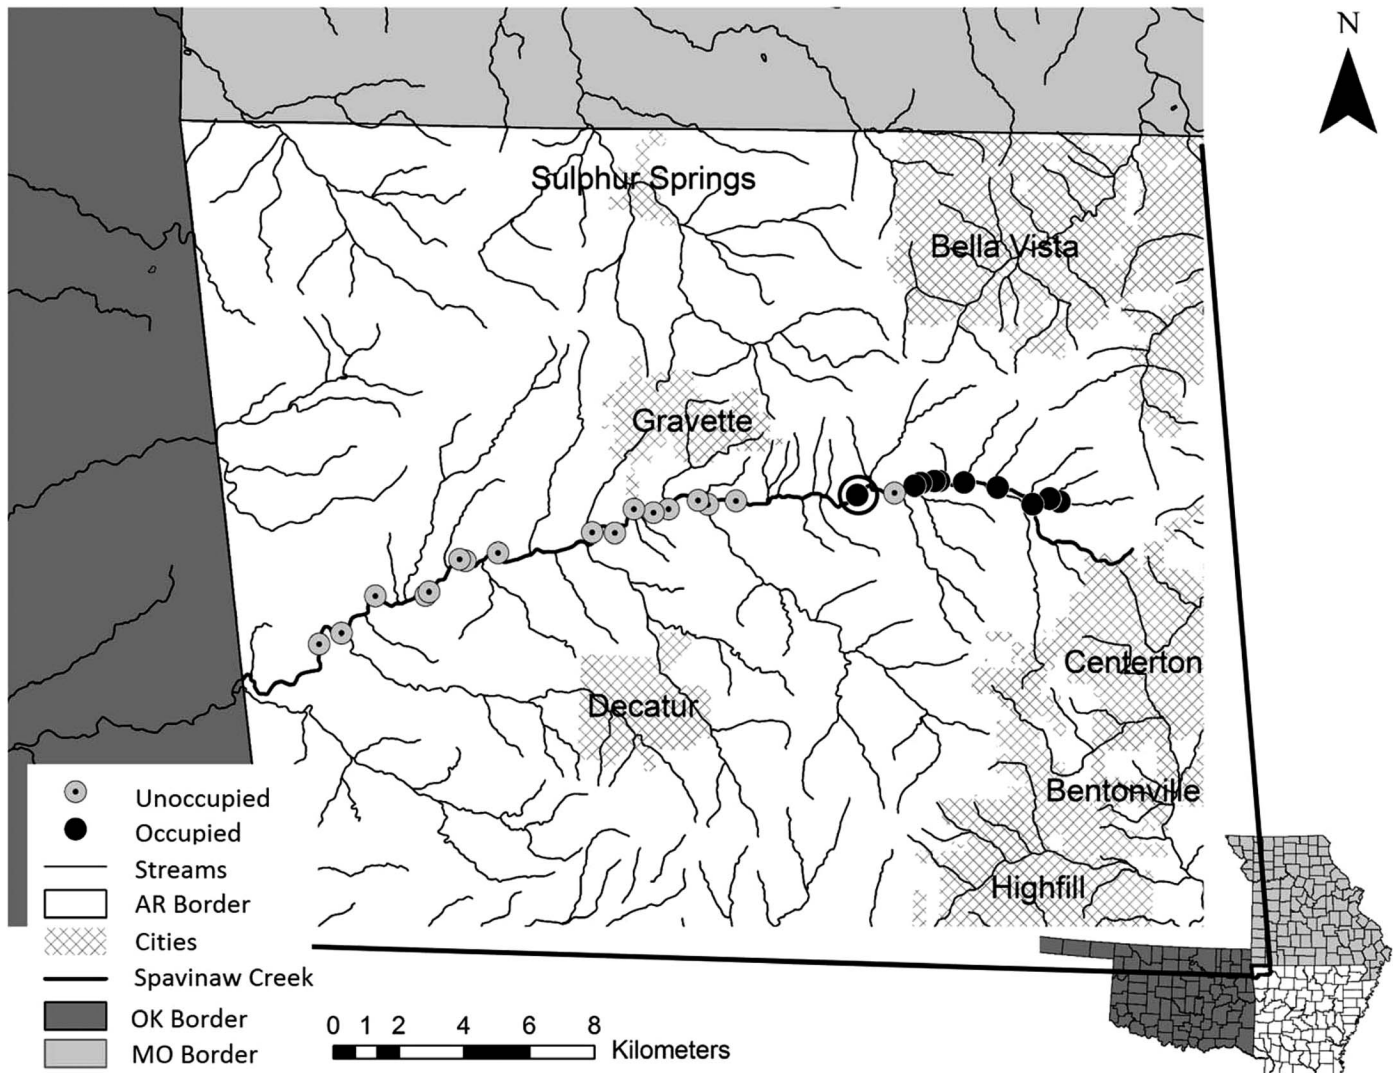 N
Sulphur Springs
Bella Vista
Gravette
Centerton
Decatur
Bentonville
Highfill
Unoccupied
Occupied
Streams
AR Border
Cities
Spavinaw Creek
OK Border
MO Border
0 1 2 4 6 8
Kilometers